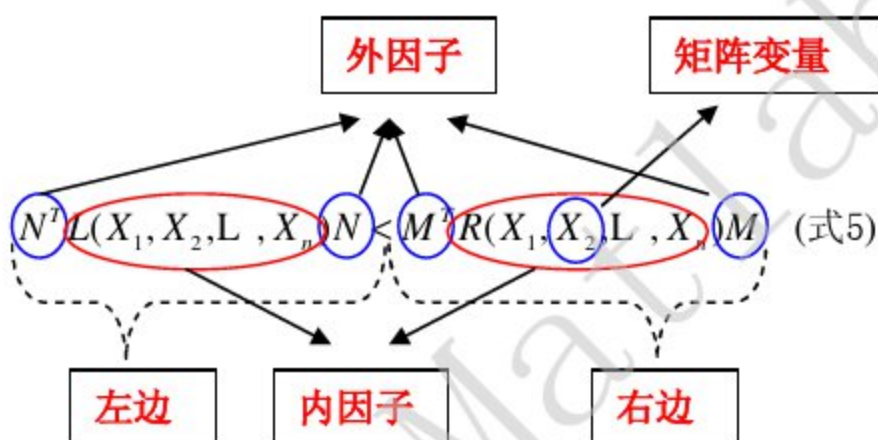 外因子 矩阵变量
N^T L(X_1, X_2, L , X_n)N < M^T R(X_1, X_2, L , X_n)M (式5)
左边 内因子 右边
Matlab